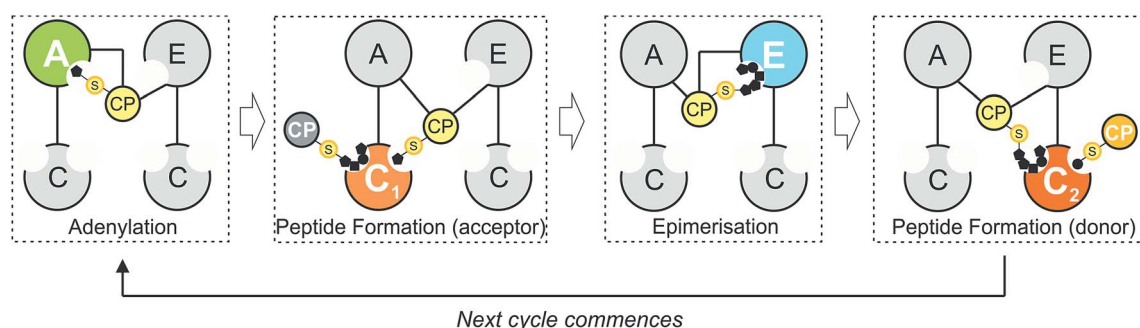 A E
S
CP
C C
Adenylation
A E
CP CP
S S
C₁ C
Peptide Formation (acceptor)
A E
CP S
C C
Epimerisation
A E
CP CP
S S
C C₂
Peptide Formation (donor)
Next cycle commences